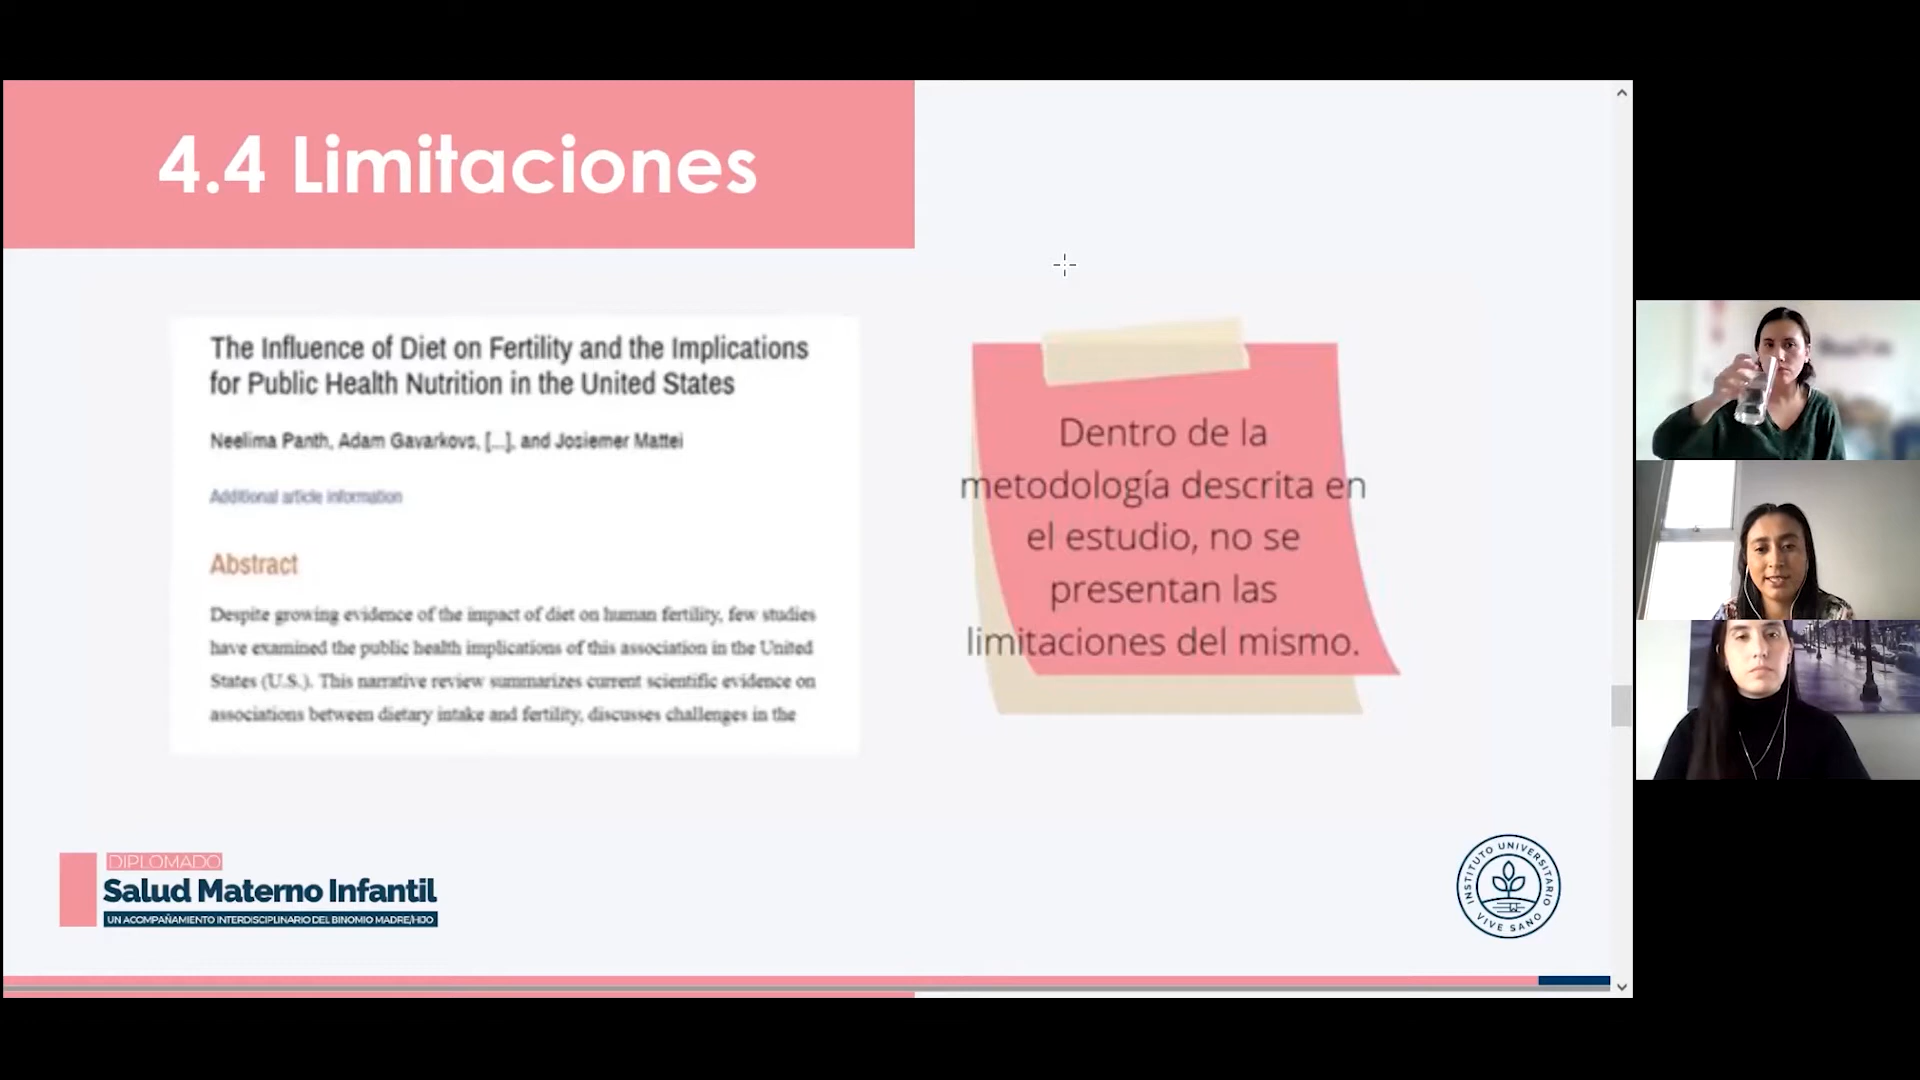 4.4 Limitaciones
The Influence of Diet on Fertility and the Implications
for Public Health Nutrition in the United States
Neelima Panth, Adam Gavarkovs, [...], and Josiemer Mattei
Additional article information
Abstract
Despite growing evidence of the impact of diet on human fertility, few studies
have examined the public health implications of this association in the United
States (U.S.). This narrative review summarizes current scientific evidence on
associations between dietary intake and fertility, discusses challenges in the
Dentro de la
metodología descrita en
el estudio, no se
presentan las
limitaciones del mismo.
DIPLOMADO
Salud Materno Infantil
UN ACOMPAÑAMIENTO INTERDISCIPLINARIO DEL BINOMIO MADRE/HIJO
INSTITUTO UNIVERSITARIO
VIVE SANO